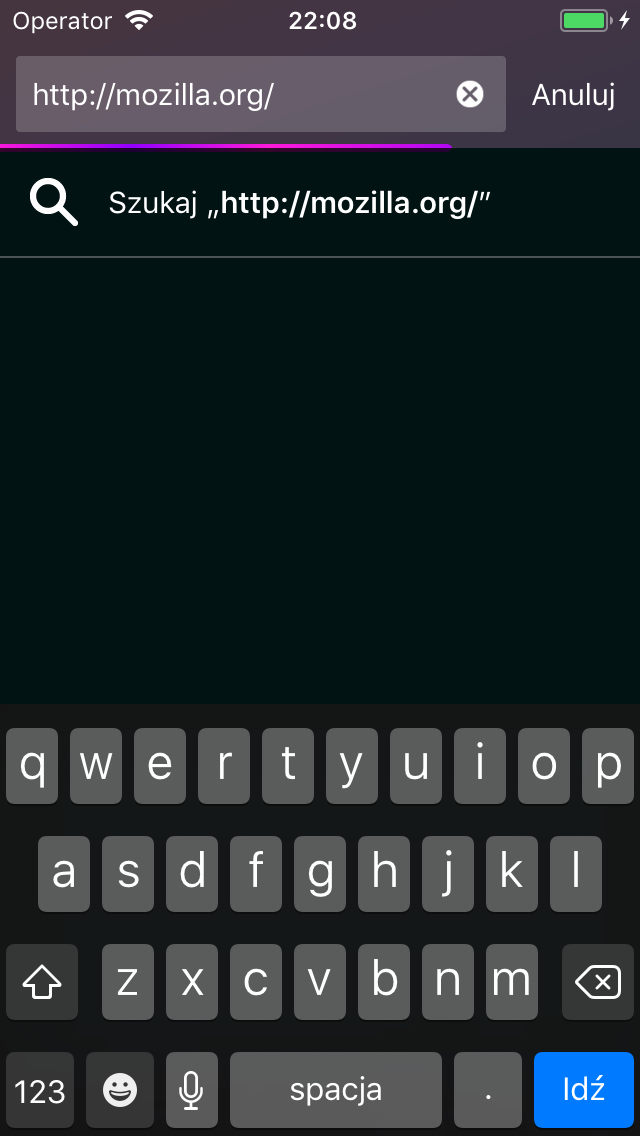 Operator 22:08
http://mozilla.org/ Anuluj
Szukaj „http://mozilla.org/”
q w e r t y u i o p
a s d f g h j k l
z x c v b n m
123 spacja . Idź